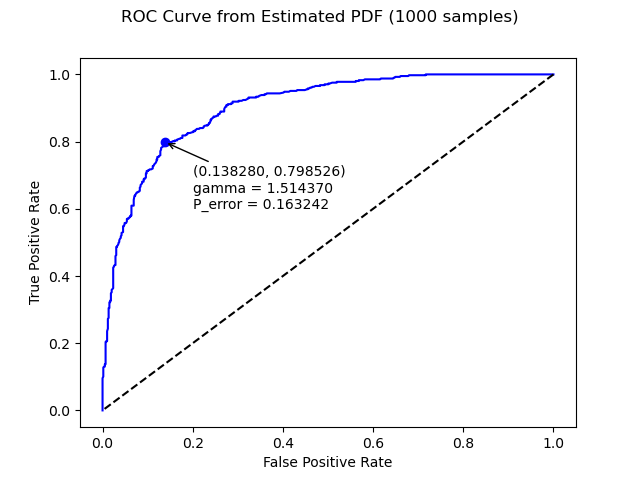 ROC Curve from Estimated PDF (1000 samples)
1.0
0.8
0.6
0.4
0.2
0.0
True Positive Rate
(0.138280, 0.798526)
gamma = 1.514370
P_error = 0.163242
0.0 0.2 0.4 0.6 0.8 1.0
False Positive Rate